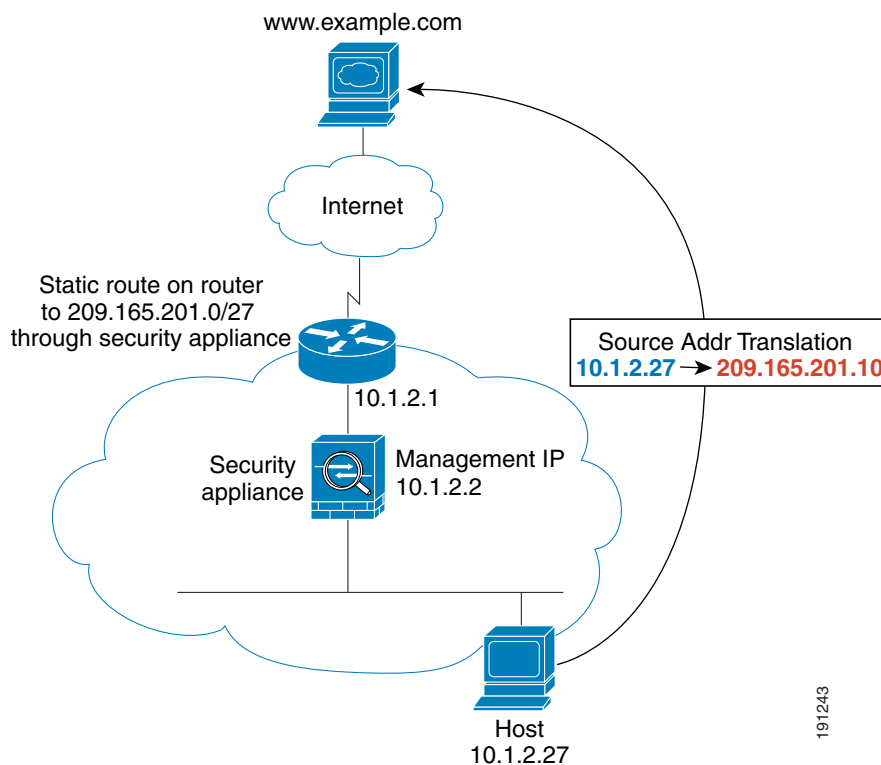 www.example.com
Internet
Static route on router
to 209.165.201.0/27
through security appliance
Source Addr Translation
10.1.2.27 209.165.201.10
10.1.2.1
Security
appliance
Management IP
10.1.2.2
Host
10.1.2.27
191243